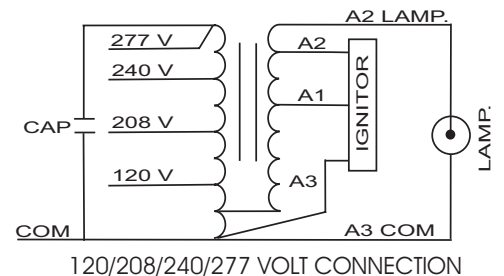 A2 LAMP.
277 V
A2
240 V
A1
IGNITOR
CAP
208 V
LAMP.
120 V
A3
COM
A3 COM
120/208/240/277 VOLT CONNECTION